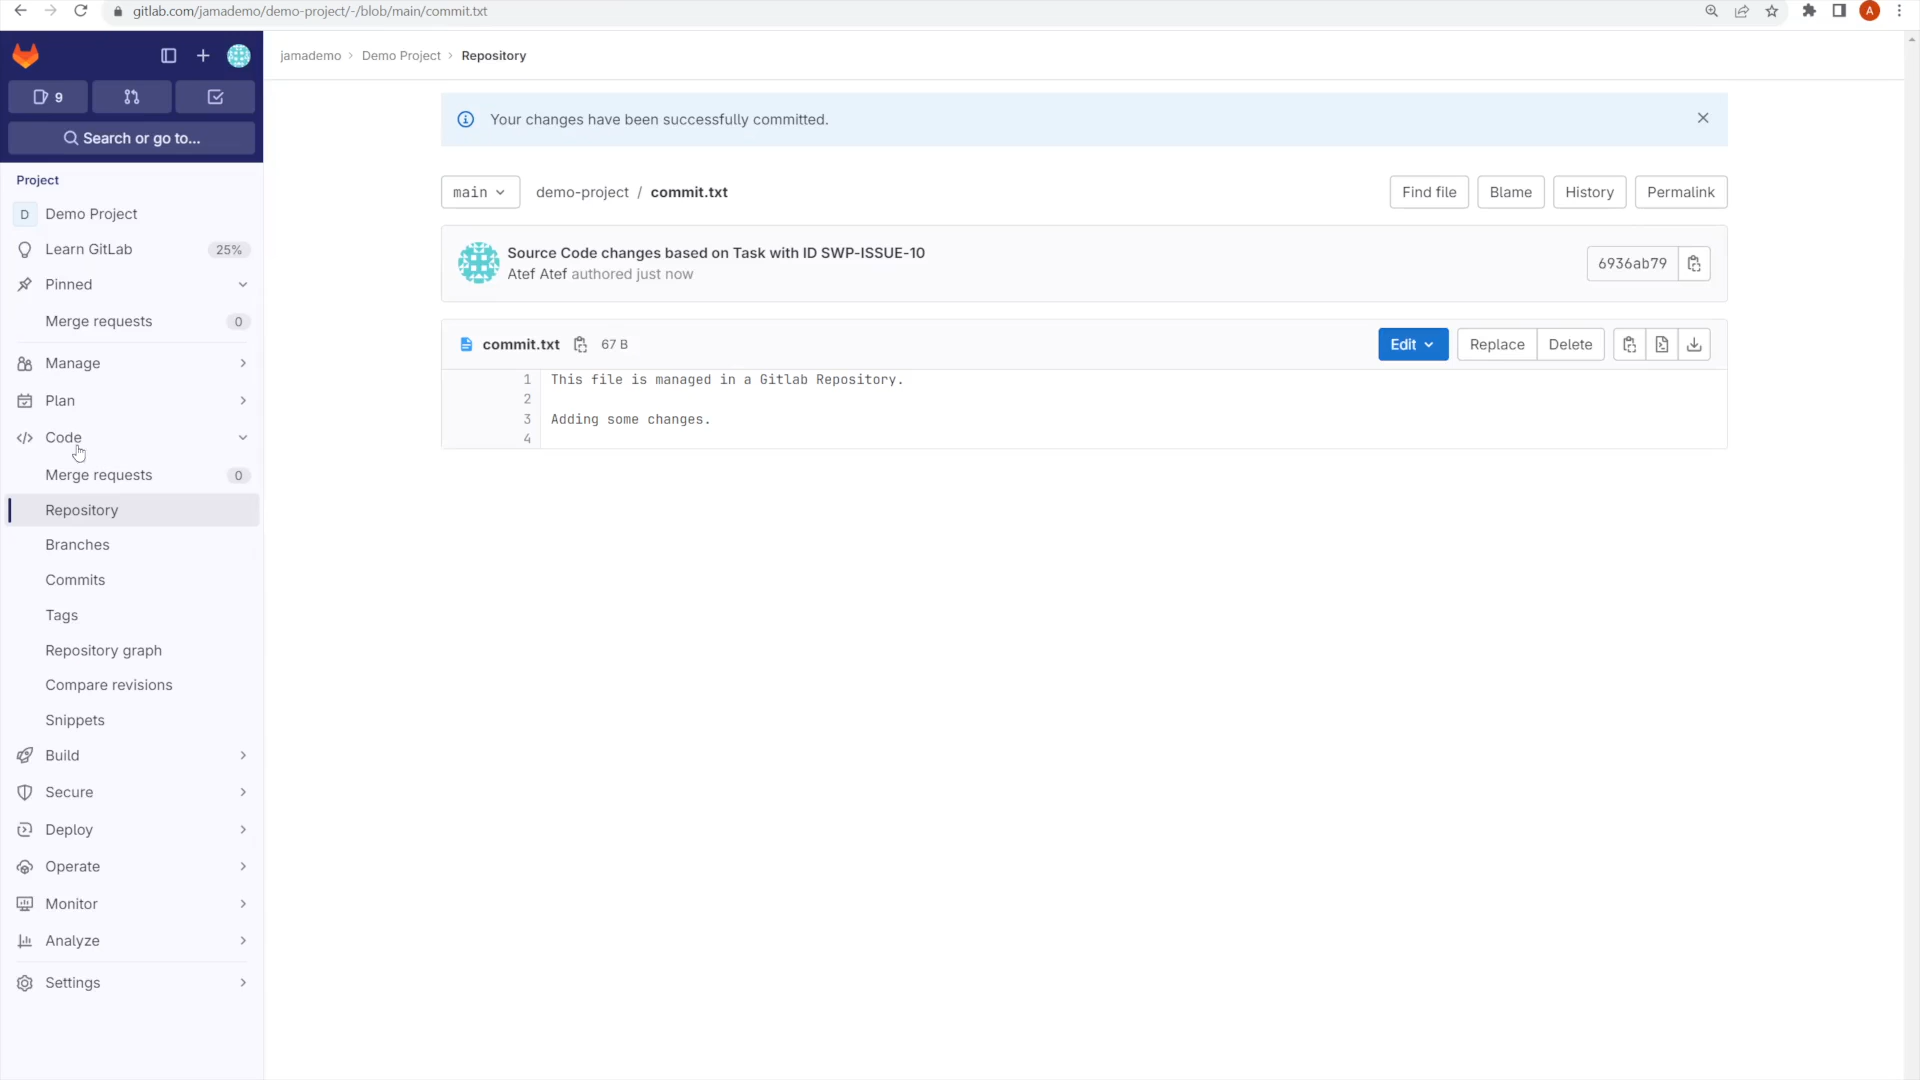 gitlab.com/jamademo/demo-project/-/blob/main/commit.txt
A
9
Search or go to...
Project
D Demo Project
Learn GitLab 25%
Pinned
Merge requests 0
Manage
Plan
Code
Merge requests 0
Repository
Branches
Commits
Tags
Repository graph
Compare revisions
Snippets
Build
Secure
Deploy
Operate
Monitor
Analyze
Settings
jamademo > Demo Project > Repository
Your changes have been successfully committed.
main demo-project / commit.txt Find file Blame History Permalink
Source Code changes based on Task with ID SWP-ISSUE-10
Atef Atef authored just now
6936ab79
commit.txt 67 B Edit Replace Delete
1 This file is managed in a Gitlab Repository.
2
3 Adding some changes.
4